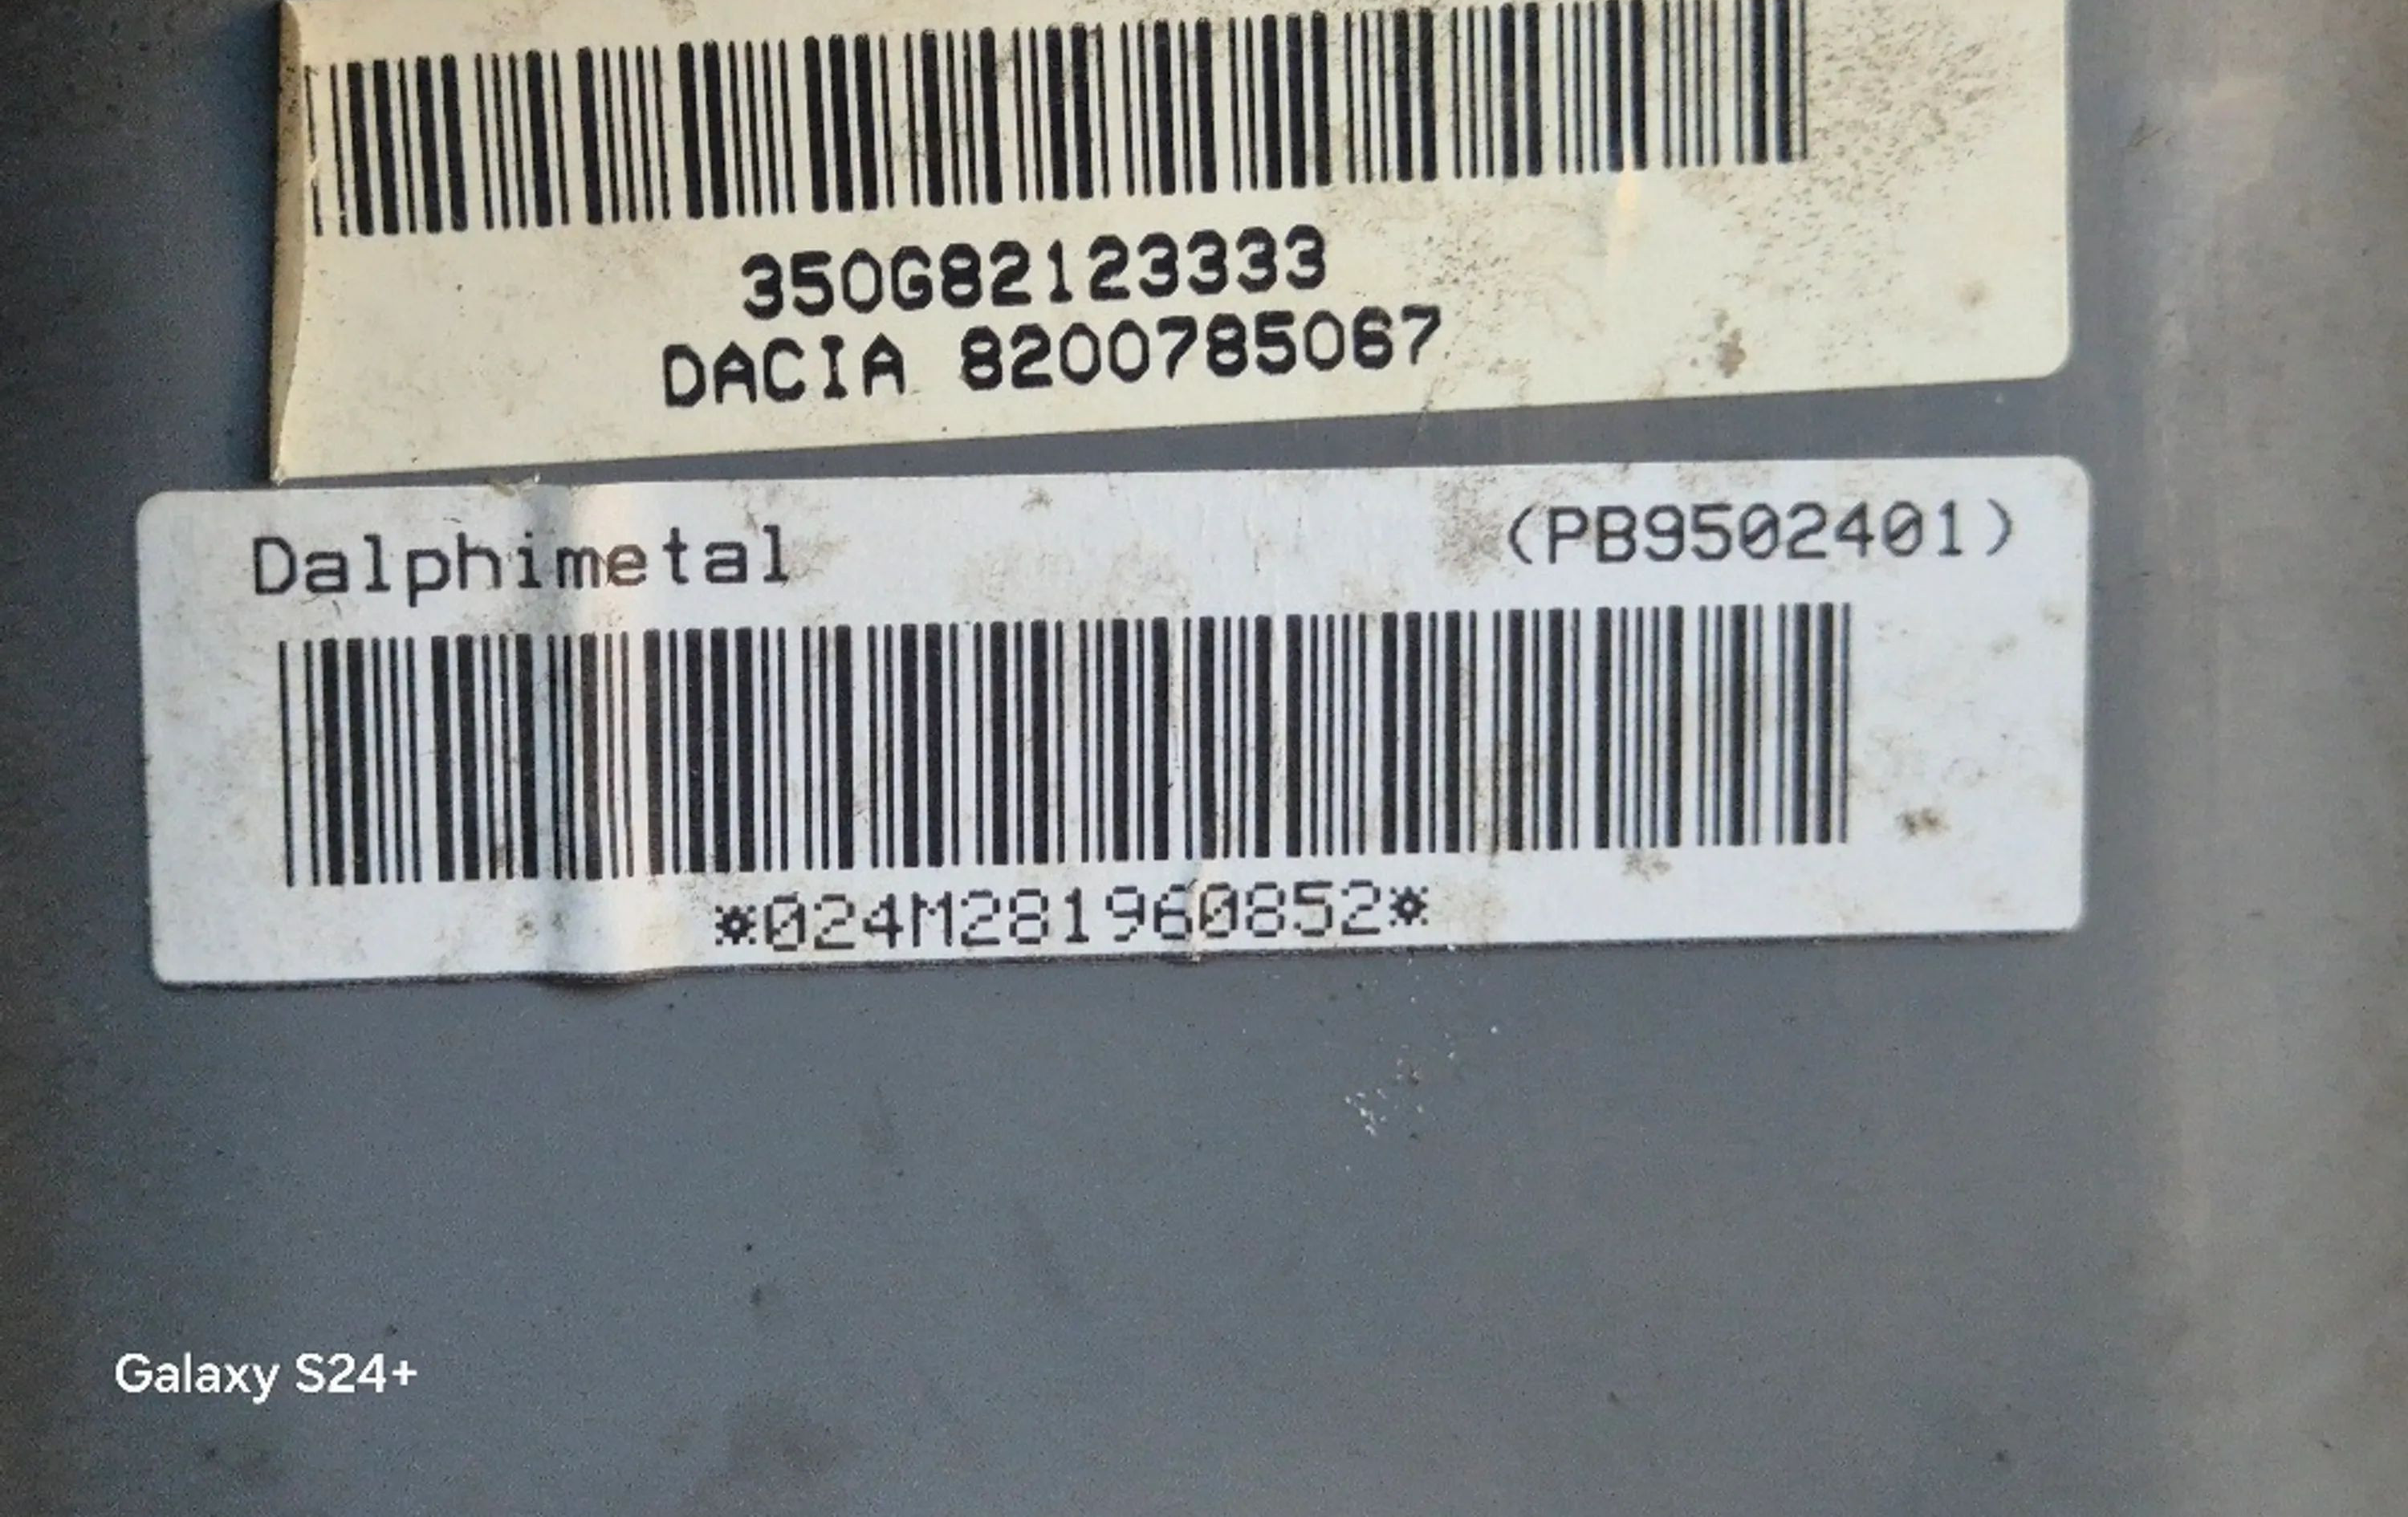 350G82123333
DACIA 8200785067
Dalphimetal (PB9502401)
*024M281960852*
Galaxy S24+